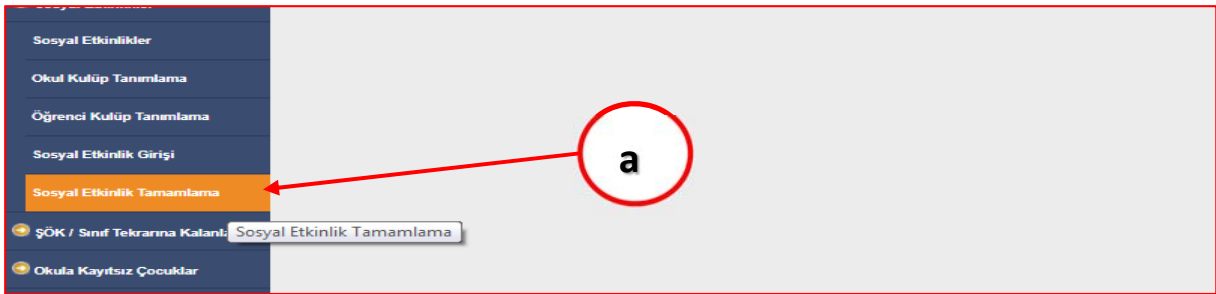 Sosyal Etkinlikler
Okul Kulüp Tanımlama
Öğrenci Kulüp Tanımlama
Sosyal Etkinlik Girişi
a
Sosyal Etkinlik Tamamlama
ŞÖK / Sınıf Tekrarına
Sosyal Etkinlik Tamamlama
Okula Kayıtsız Çocuklar